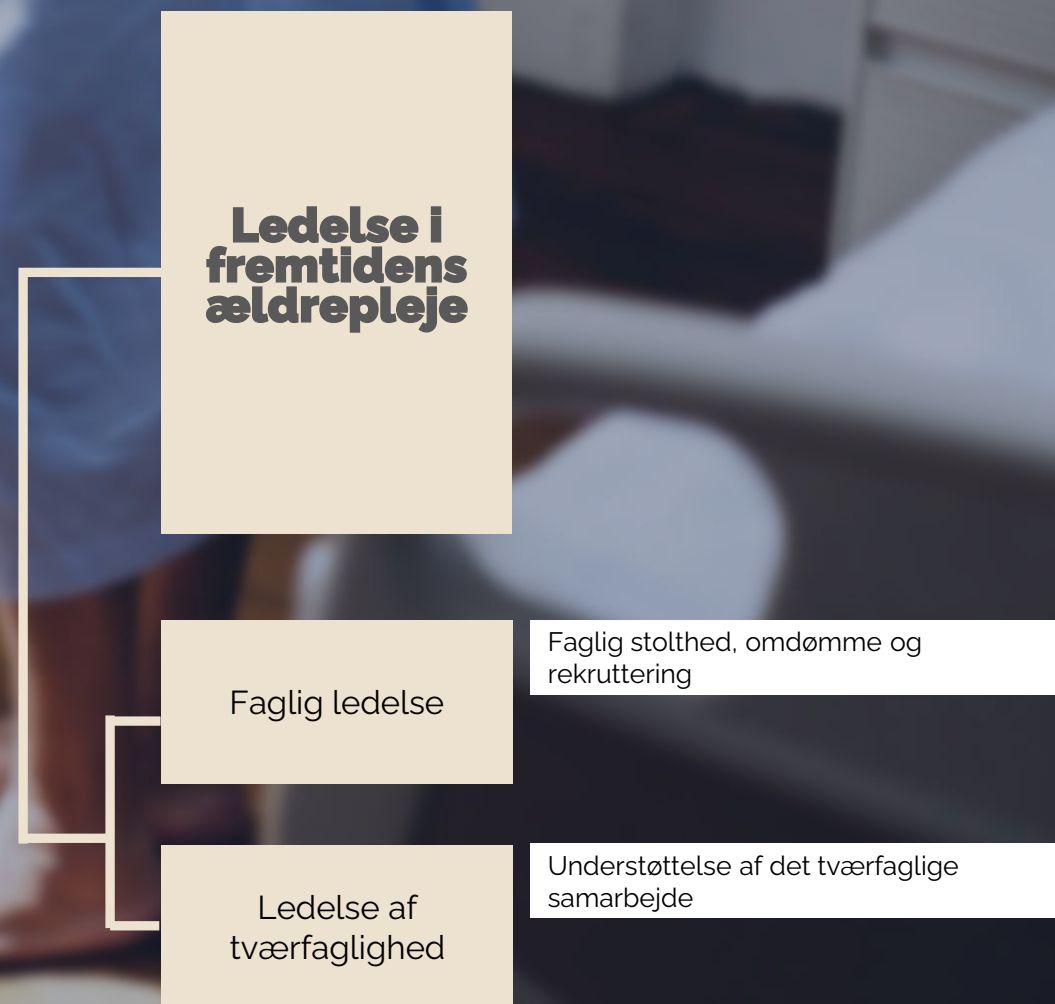 Ledelse i
fremtidens
ældrepleje
Faglig ledelse
Faglig stolthed, omdømme og
rekruttering
Ledelse af
tværfaglighed
Understøttelse af det tværfaglige
samarbejde